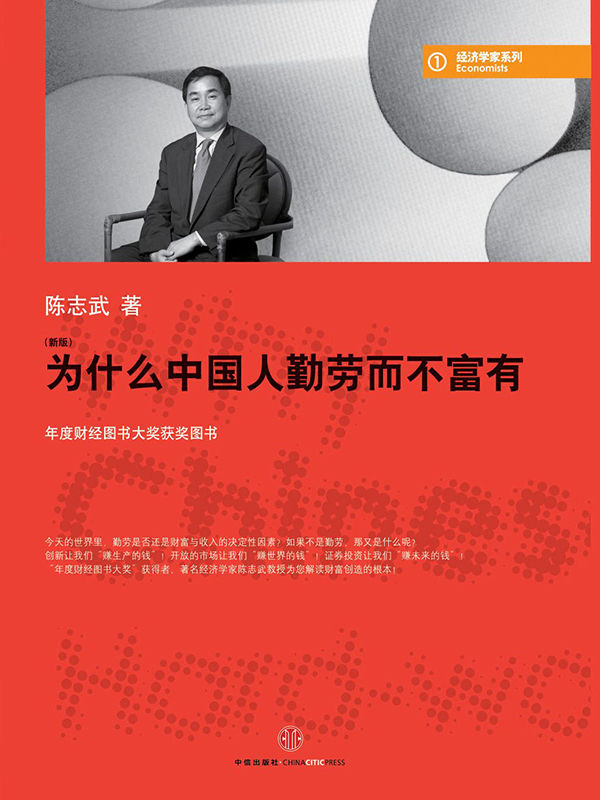 ① 经济学家系列
Economists
陈志武 著
(新版)
为什么中国人勤劳而不富有
年度财经图书大奖获奖图书
Why
Chines
今天的世界里，勤劳是否还是财富与收入的决定性因素？如果不是勤劳，那又是什么呢？
创新让我们“赚生产的钱”！开放的市场让我们“赚世界的钱”！证券投资让我们“赚未来的钱”！
“年度财经图书大奖”获得者、著名经济学家陈志武教授为您解读财富创造的根本！
Had-wo
中信出版社·CHINACITICPRESS